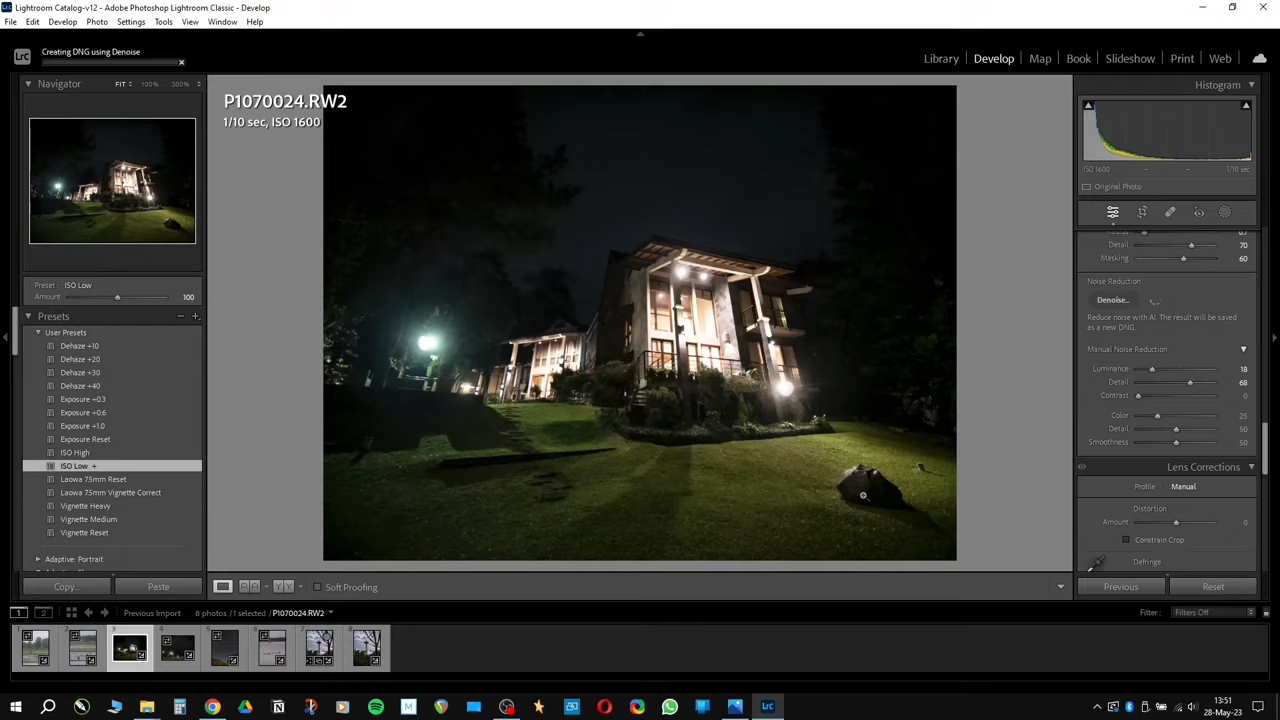 Lightroom Catalog-v12 - Adobe Photoshop Lightroom Classic - Develop
File Edit Develop Photo Settings Tools View Window Help
LrC Creating DNG using Denoise
Library Develop Map Book Slideshow Print Web
Navigator FIT 100% 300%
Histogram
P1070024.RW2
1/10 sec, ISO 1600
ISO 1600 – – 1/10 sec
Original Photo
Preset: ISO Low
Amount 100
Presets
User Presets
Dehaze +10
Dehaze +20
Dehaze +30
Dehaze +40
Exposure +0.3
Exposure +0.6
Exposure +1.0
Exposure Reset
ISO High
ISO Low +
Laowa 7.5mm Reset
Laowa 7.5mm Vignette Correct
Vignette Heavy
Vignette Medium
Vignette Reset
Adaptive: Portrait
Copy... Paste
Detail 70
Masking 60
Noise Reduction
Denoise...
Reduce noise with AI. The result will be saved
as a new DNG.
Manual Noise Reduction
Luminance 18
Detail 68
Contrast 0
Color 25
Detail 50
Smoothness 50
Lens Corrections
Profile Manual
Distortion
Amount 0
Constrain Crop
Defringe
Previous Reset
Soft Proofing
1 2 Previous Import 8 photos / 1 selected / P1070024.RW2 Filter : Filters Off
13:51
28-May-23